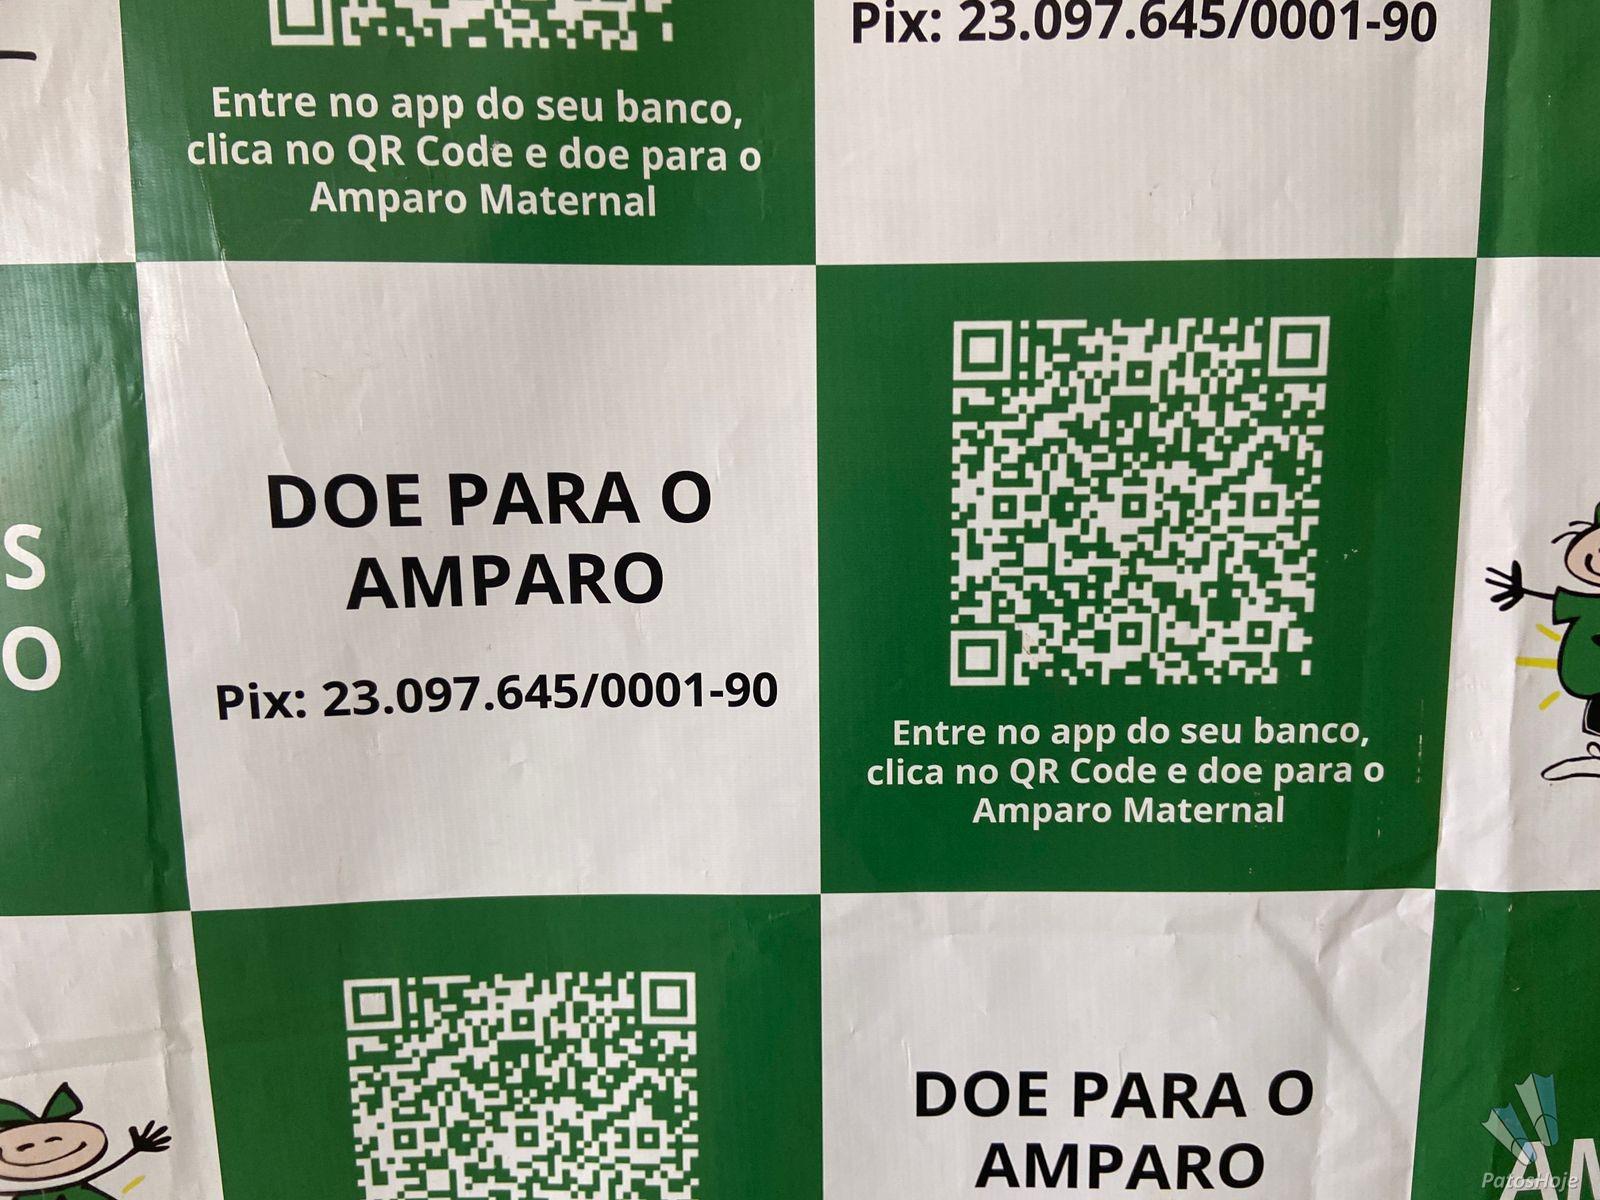 Pix: 23.097.645/0001-90
Entre no app do seu banco,
clica no QR Code e doe para o
Amparo Maternal
DOE PARA O
AMPARO
Pix: 23.097.645/0001-90
S
O
Entre no app do seu banco,
clica no QR Code e doe para o
Amparo Maternal
DOE PARA O
AMPARO
AM
PatosHoje